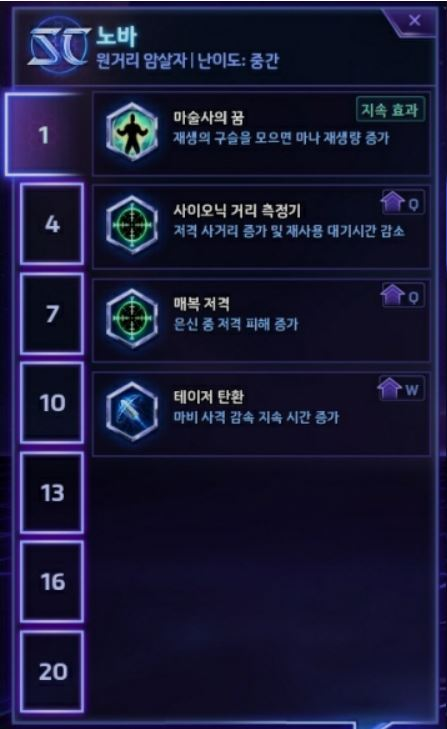 SC
노바
원거리 암살자 | 난이도: 중간
1
마술사의 꿈
지속 효과
재생의 구슬을 모으면 마나 재생량 증가
4
사이오닉 거리 측정기
Q
저격 사거리 증가 및 재사용 대기시간 감소
7
매복 저격
Q
은신 중 저격 피해 증가
10
테이저 탄환
W
마비 사격 감속 지속 시간 증가
13
16
20